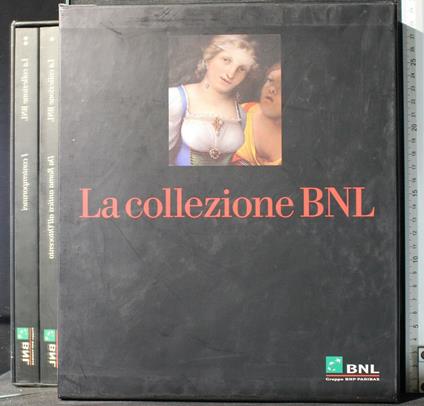 La collezione BNL
BNL
Gruppo BNP PARIBAS
La collezione BNL
I contemporanei
BNL
La collezione BNL
Da Roma antica all'Ottocento
BNL